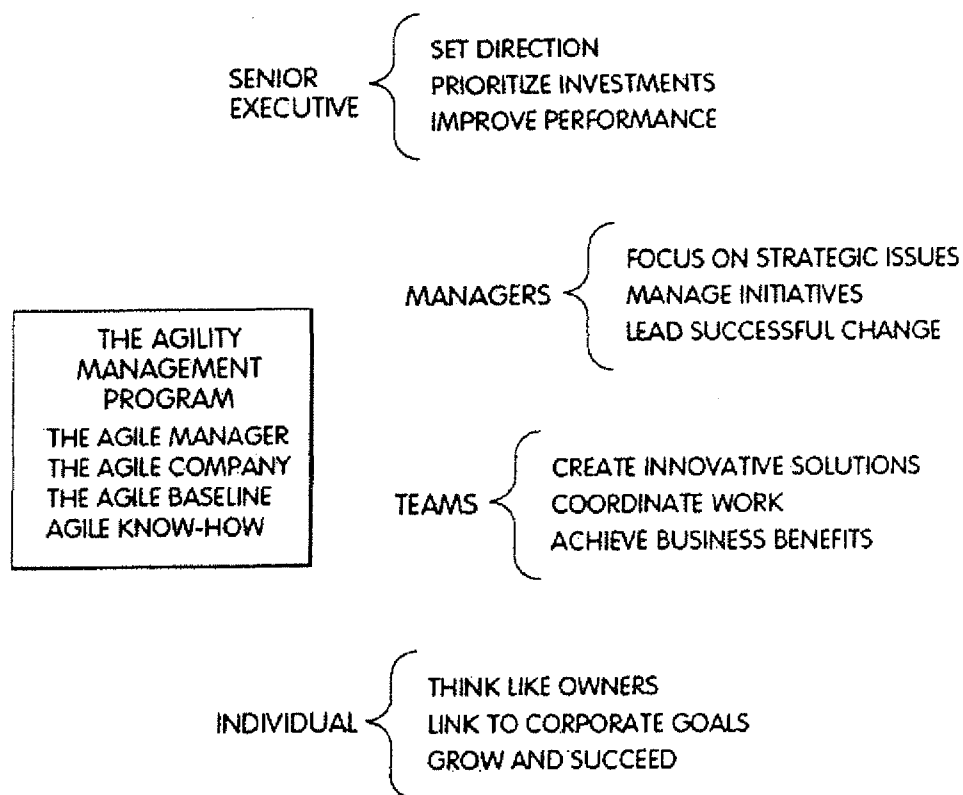 SENIOR
EXECUTIVE
SET DIRECTION
PRIORITIZE INVESTMENTS
IMPROVE PERFORMANCE
MANAGERS
FOCUS ON STRATEGIC ISSUES
MANAGE INITIATIVES
LEAD SUCCESSFUL CHANGE
THE AGILITY
MANAGEMENT
PROGRAM
THE AGILE MANAGER
THE AGILE COMPANY
THE AGILE BASELINE
AGILE KNOW-HOW
TEAMS
CREATE INNOVATIVE SOLUTIONS
COORDINATE WORK
ACHIEVE BUSINESS BENEFITS
INDIVIDUAL
THINK LIKE OWNERS
LINK TO CORPORATE GOALS
GROW AND SUCCEED